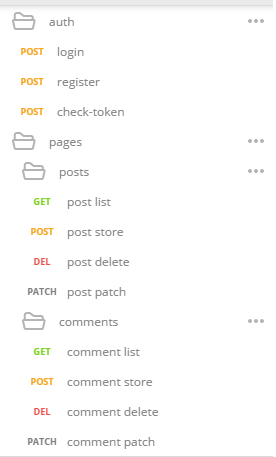 auth
POST login
POST register
POST check-token
pages
posts
GET post list
POST post store
DEL post delete
PATCH post patch
comments
GET comment list
POST comment store
DEL comment delete
PATCH comment patch